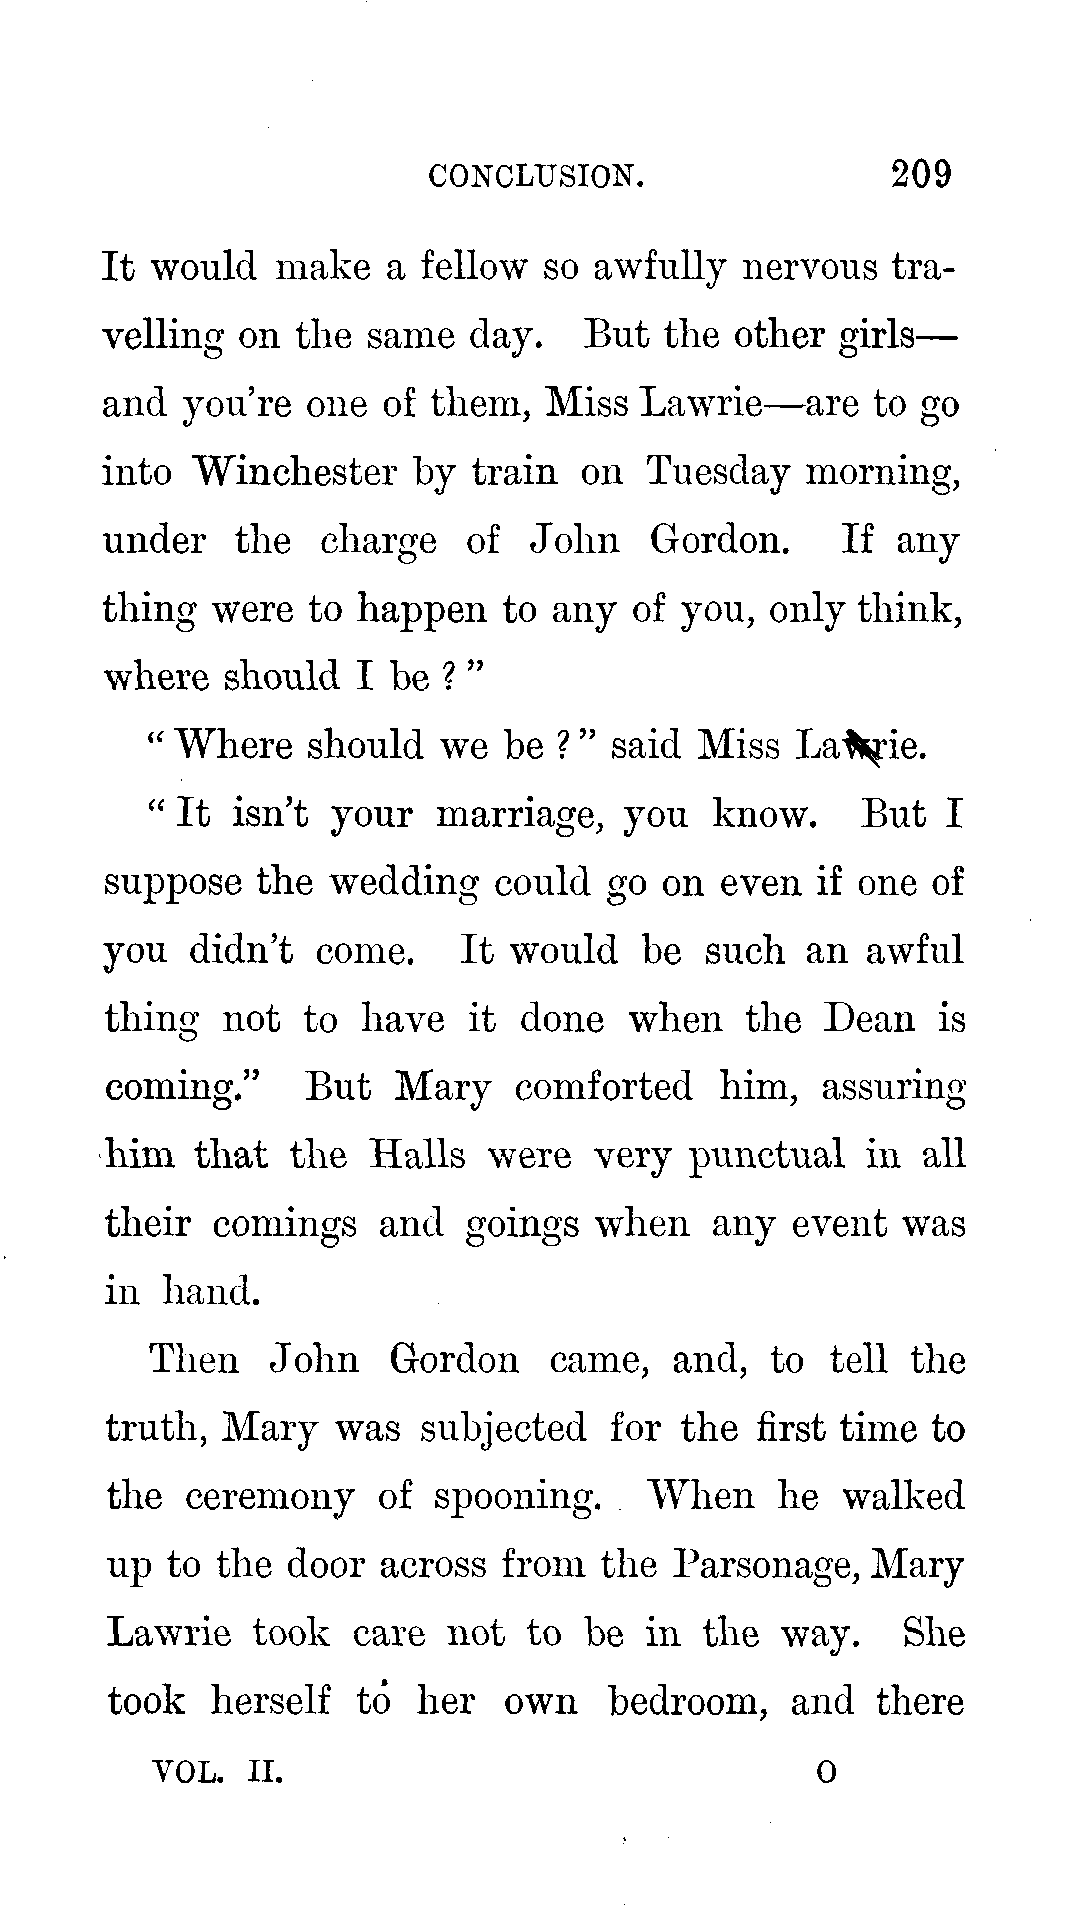 CONCLUSION. 209
It would make a fellow so awfully nervous tra-
velling on the same day. But the other girls—
and you're one of them, Miss Lawrie—are to go
into Winchester by train on Tuesday morning,
under the charge of John Gordon. If any
thing were to happen to any of you, only think,
where should I be ? ”
“ Where should we be ? ” said Miss Lawrie.
“ It isn't your marriage, you know. But I
suppose the wedding could go on even if one of
you didn't come. It would be such an awful
thing not to have it done when the Dean is
coming.” But Mary comforted him, assuring
him that the Halls were very punctual in all
their comings and goings when any event was
in hand.
Then John Gordon came, and, to tell the
truth, Mary was subjected for the first time to
the ceremony of spooning. When he walked
up to the door across from the Parsonage, Mary
Lawrie took care not to be in the way. She
took herself to her own bedroom, and there
VOL. II. O